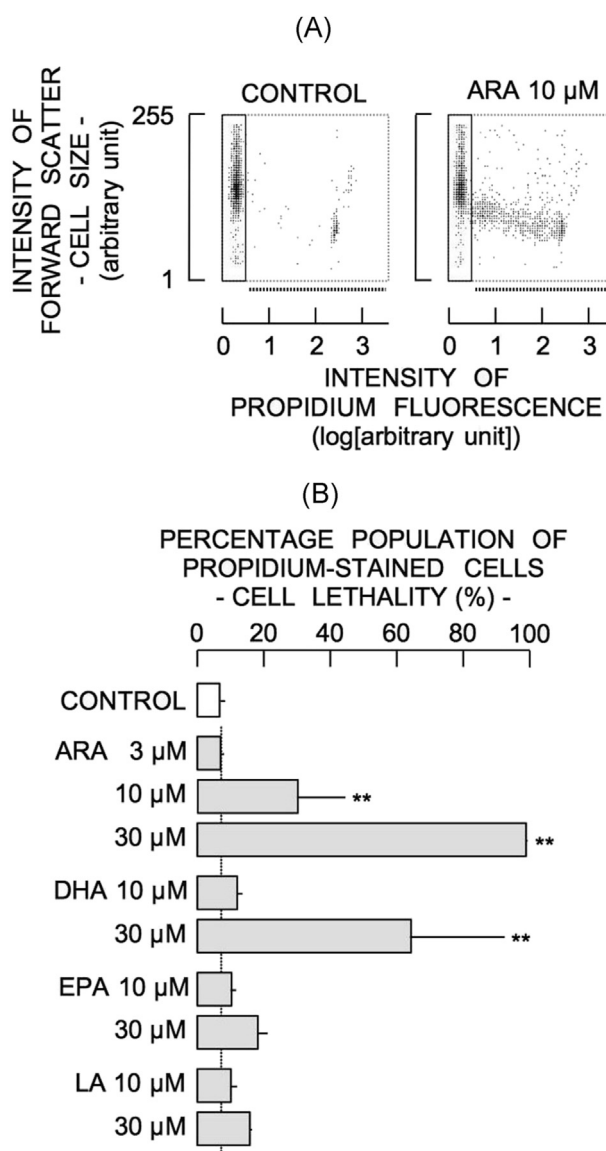 (A)
CONTROL
ARA 10 µM
INTENSITY OF
FORWARD SCATTER
- CELL SIZE -
(arbitrary unit)
255
1
0 1 2 3
0 1 2 3
INTENSITY OF
PROPIDIUM FLUORESCENCE
(log[arbitrary unit])
(B)
PERCENTAGE POPULATION OF
PROPIDIUM-STAINED CELLS
- CELL LETHALITY (%) -
0 20 40 60 80 100
CONTROL
ARA 3 µM
10 µM **
30 µM **
DHA 10 µM
30 µM **
EPA 10 µM
30 µM
LA 10 µM
30 µM